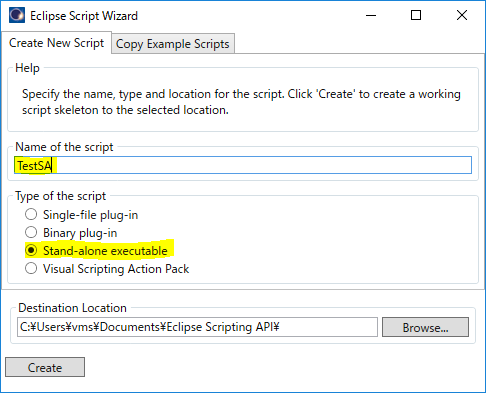 Eclipse Script Wizard
Create New Script Copy Example Scripts
Help
Specify the name, type and location for the script. Click 'Create' to create a working
script skeleton to the selected location.
Name of the script
TestSA
Type of the script
Single-file plug-in
Binary plug-in
Stand-alone executable
Visual Scripting Action Pack
Destination Location
C:¥Users¥vms¥Documents¥Eclipse Scripting API¥ Browse...
Create